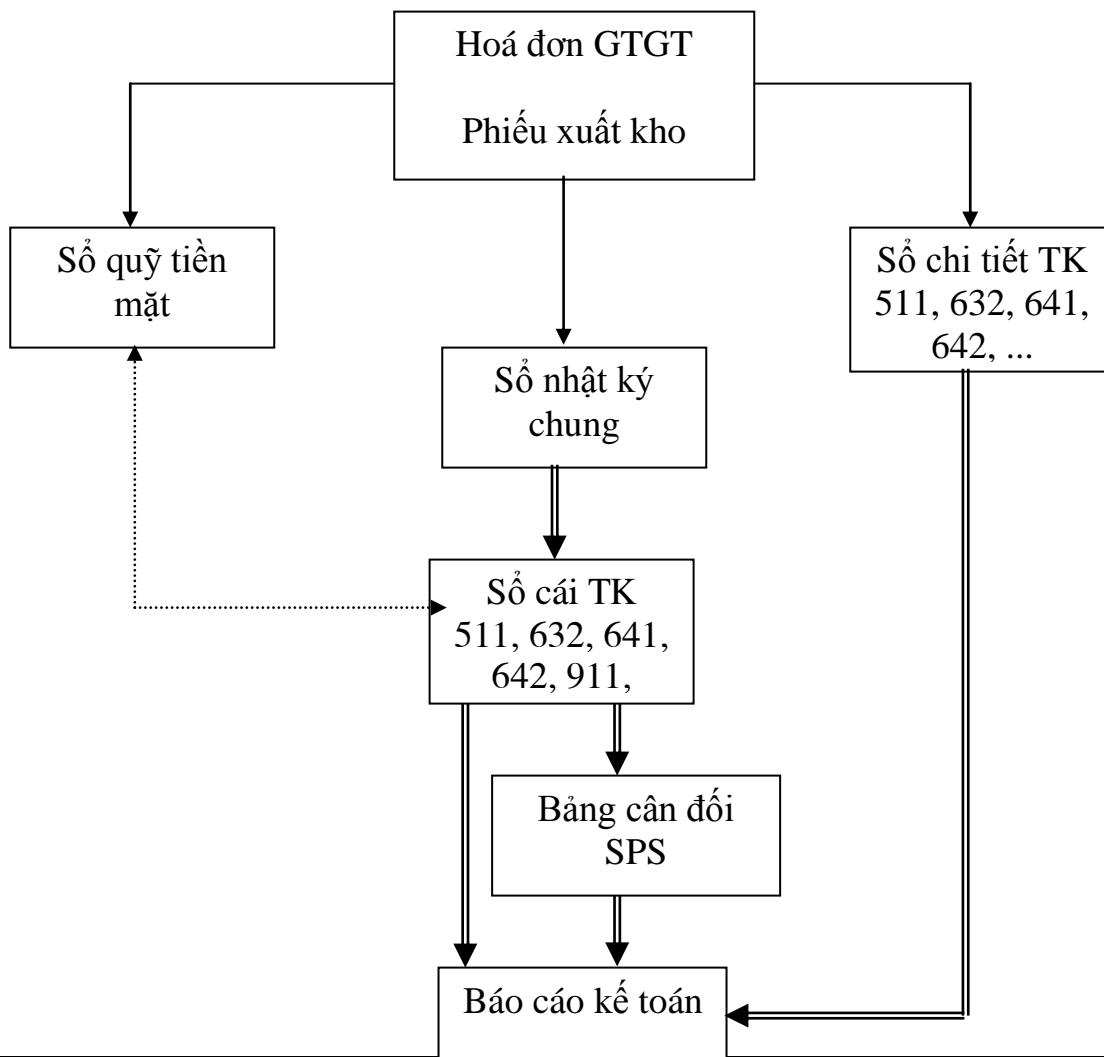 Hoá đơn GTGT
Phiếu xuất kho
Sổ quỹ tiền
mặt
Sổ chi tiết TK
511, 632, 641,
642, ...
Sổ nhật ký
chung
Sổ cái TK
511, 632, 641,
642, 911,
Bảng cân đối
SPS
Báo cáo kế toán